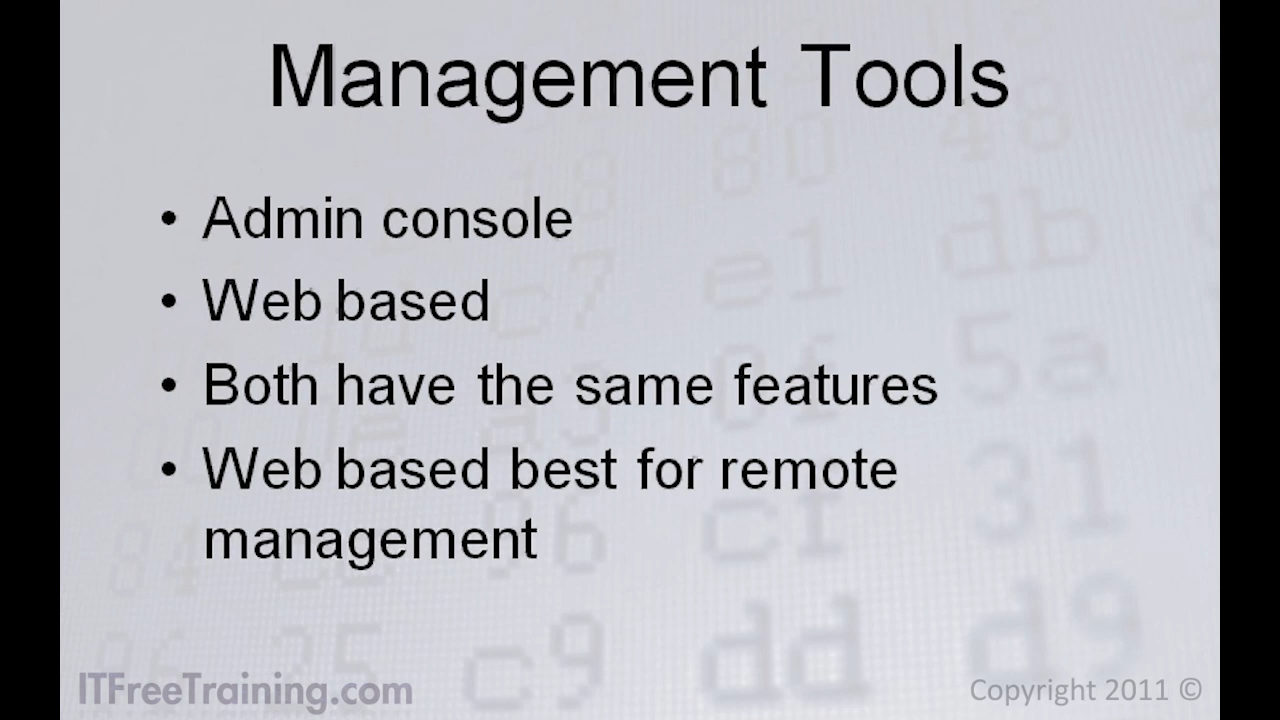 Management Tools
• Admin console
• Web based
• Both have the same features
• Web based best for remote
management
ITFreeTraining.com
Copyright 2011 ©